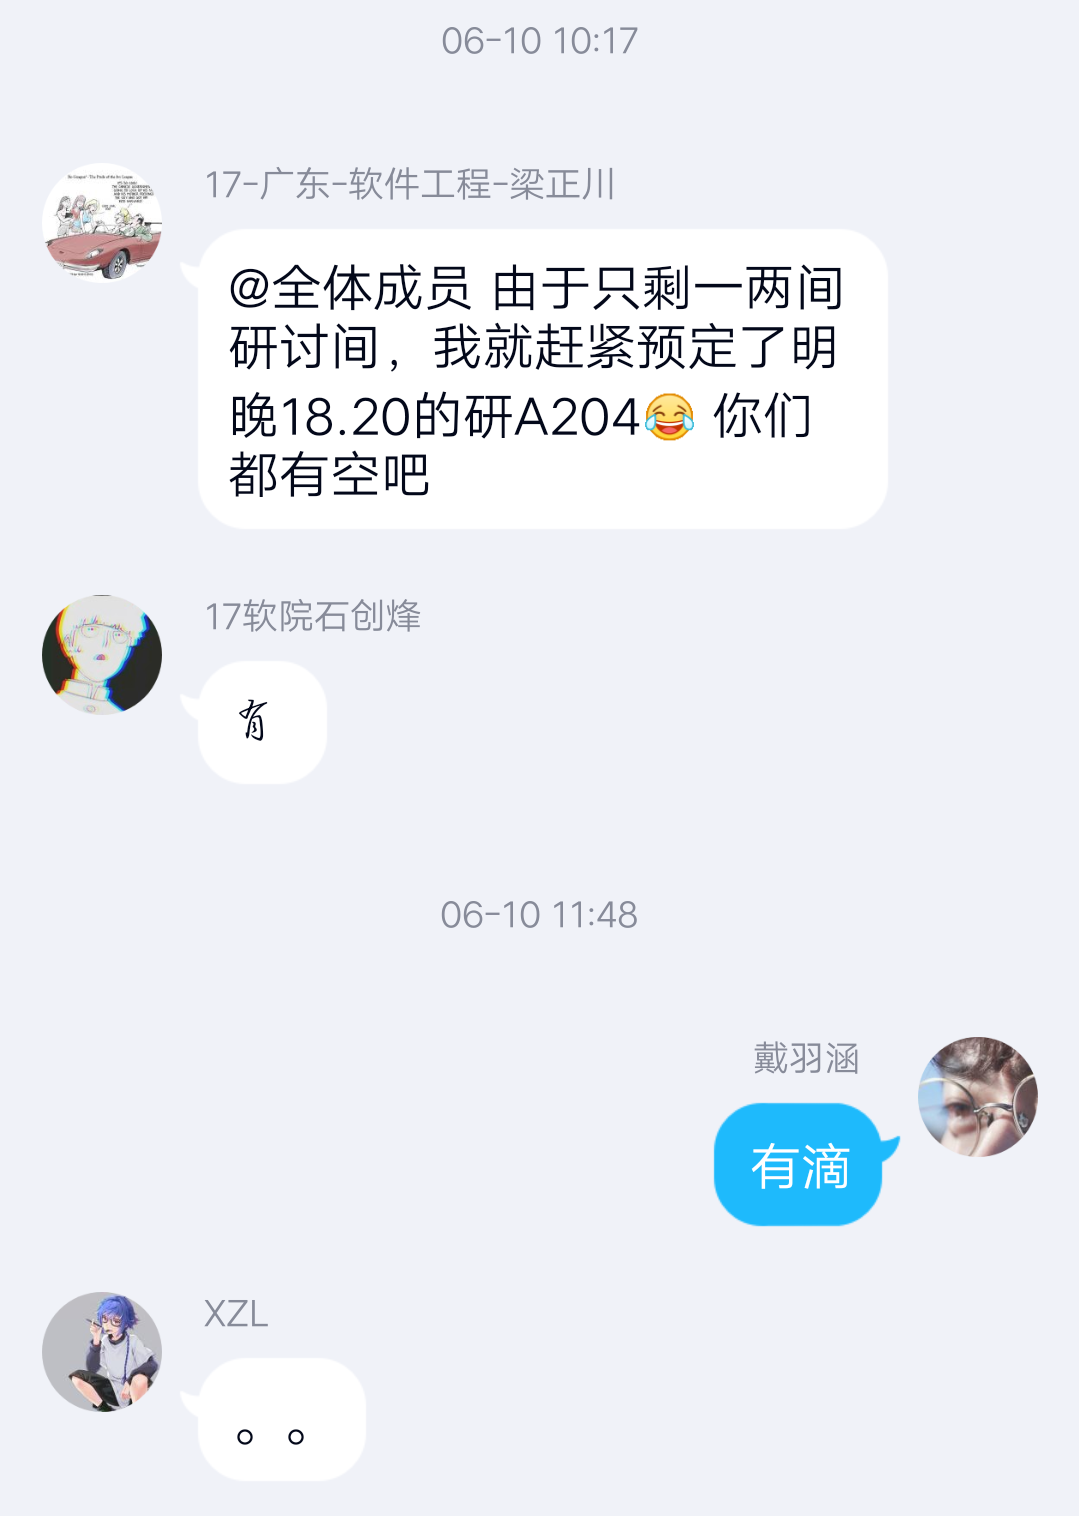 06-10 10:17
17-广东-软件工程-梁正川
@全体成员 由于只剩一两间
研讨间，我就赶紧预定了明
晚18.20的研A204😂 你们
都有空吧
17软院石创烽
有
06-10 11:48
戴羽涵
有滴
XZL
。。